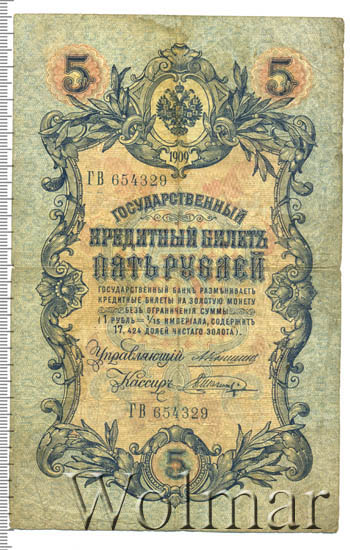 5 5
1909
ГВ 654329
ГОСУДАРСТВЕННЫЙ
КРЕДИТНЫЙ БИЛЕТЪ
ПЯТЬ РУБЛЕЙ
ГОСУДАРСТВЕННЫЙ БАНКЪ РАЗМѢНИВАЕТЪ
КРЕДИТНЫЕ БИЛЕТЫ НА ЗОЛОТУЮ МОНЕТУ
БЕЗЪ ОГРАНИЧЕНІЯ СУММЫ
(1 РУБЛЬ = 1/15 ИМПЕРІАЛА, СОДЕРЖИТЪ
17,424 ДОЛЕЙ ЧИСТАГО ЗОЛОТА).
Управляющій
Кассиръ
ГВ 654329
5
Wolmar